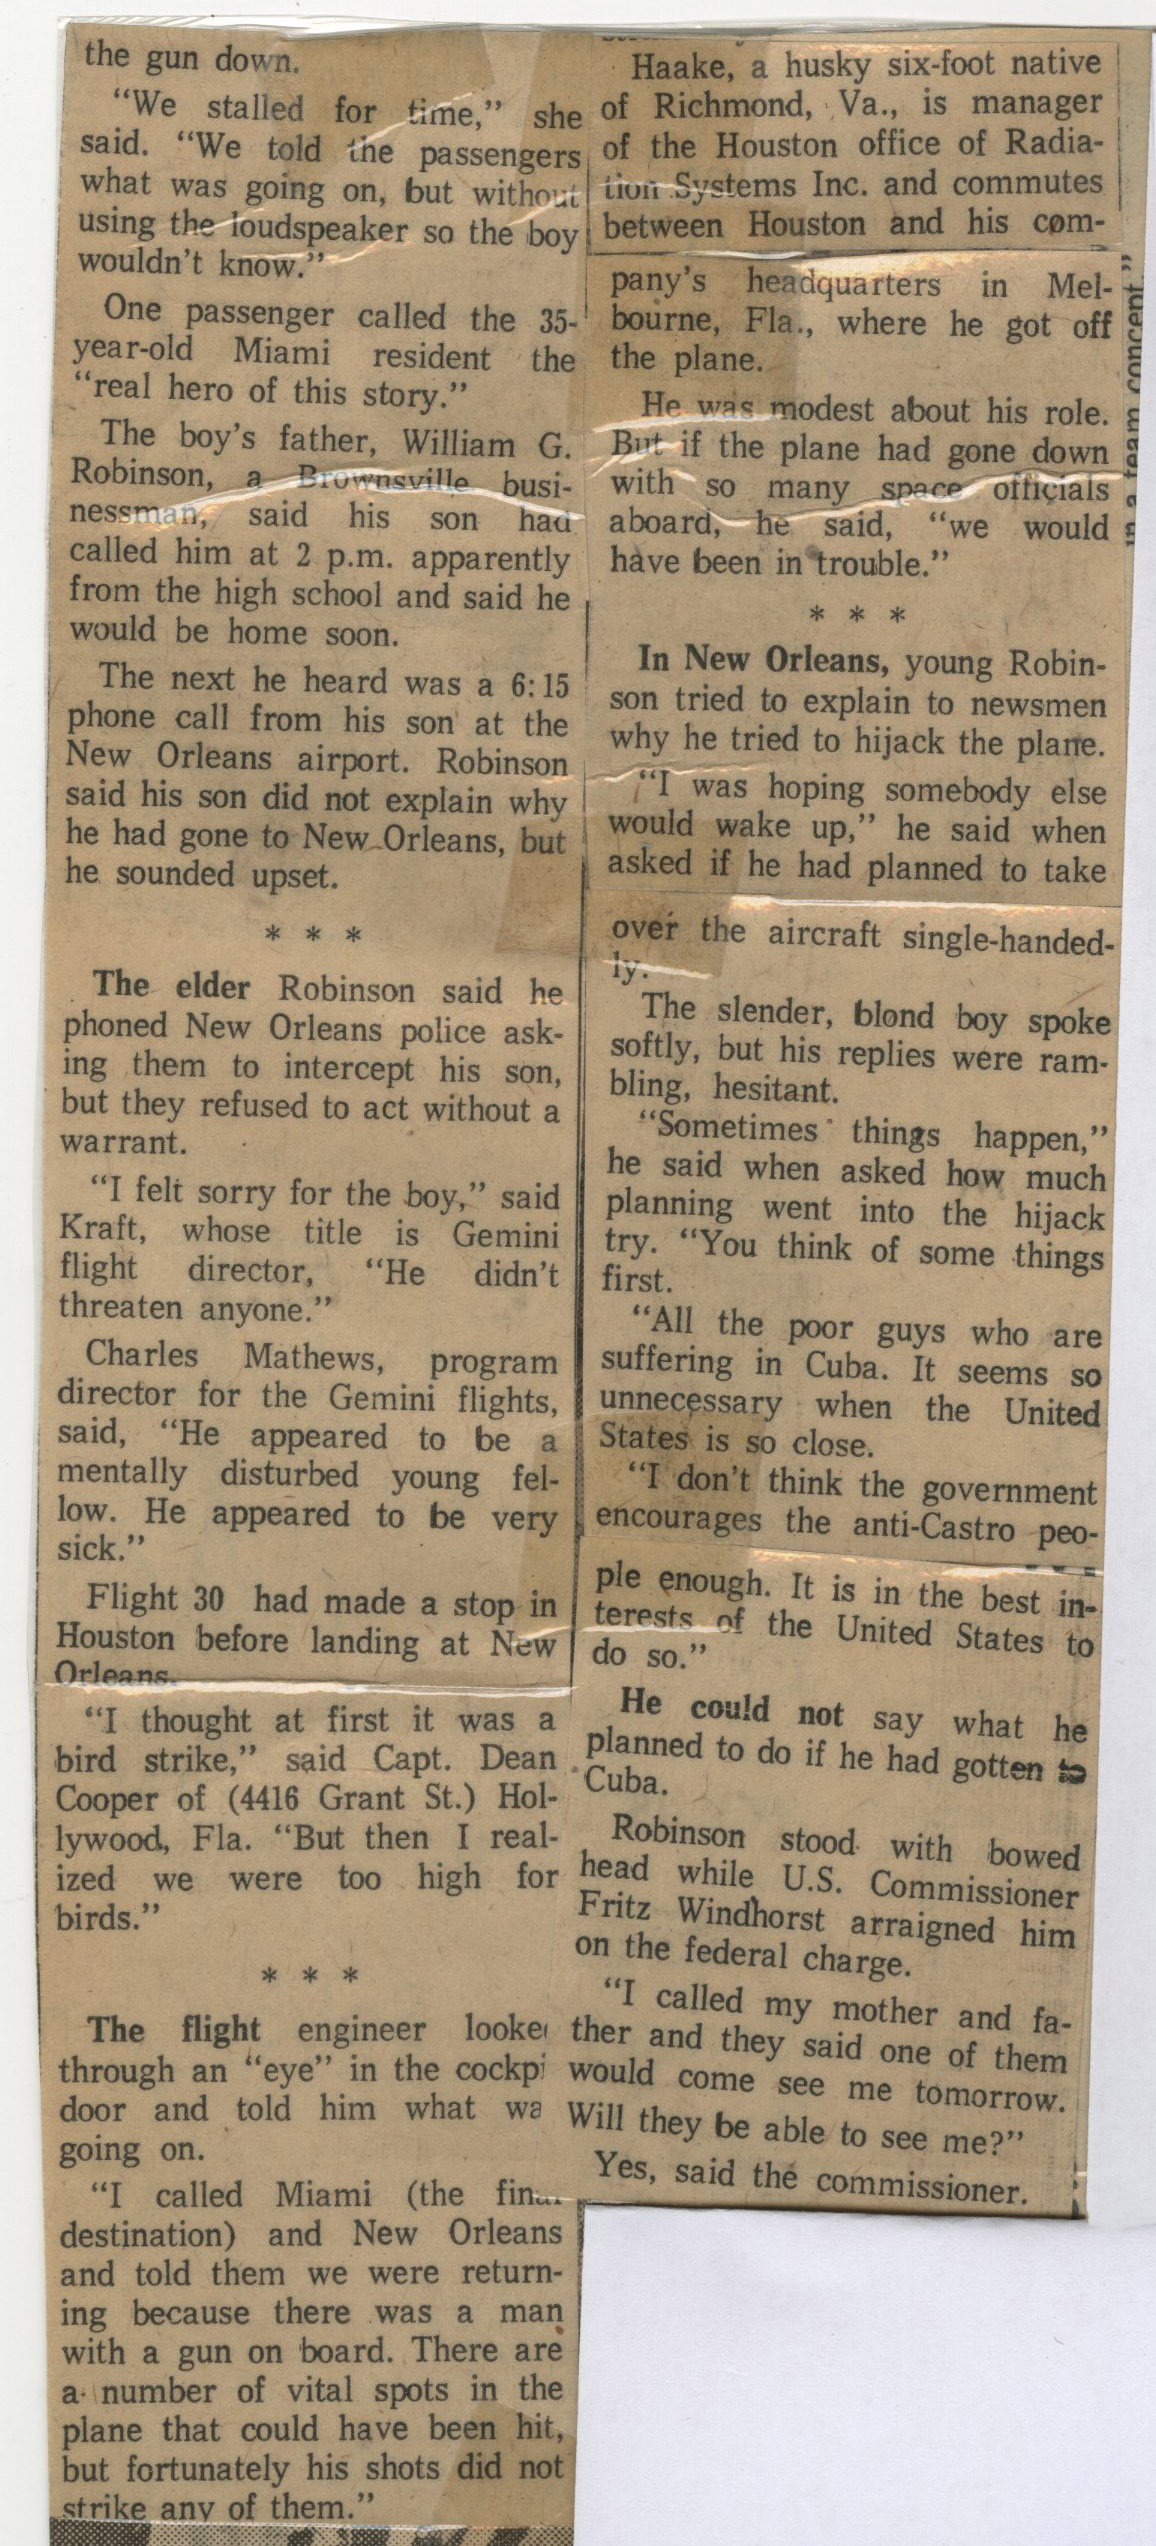 the gun down.
“We stalled for time,” she
said. “We told the passengers
what was going on, but without
using the loudspeaker so the boy
wouldn’t know.”
One passenger called the 35-
year-old Miami resident the
“real hero of this story.”
The boy’s father, William G.
Robinson, a Brownsville busi-
nessman, said his son had
called him at 2 p.m. apparently
from the high school and said he
would be home soon.
The next he heard was a 6:15
phone call from his son at the
New Orleans airport. Robinson
said his son did not explain why
he had gone to New Orleans, but
he sounded upset.
* * *
The elder Robinson said he
phoned New Orleans police ask-
ing them to intercept his son,
but they refused to act without a
warrant.
“I felt sorry for the boy,” said
Kraft, whose title is Gemini
flight director, “He didn’t
threaten anyone.”
Charles Mathews, program
director for the Gemini flights,
said, “He appeared to be a
mentally disturbed young fel-
low. He appeared to be very
sick.”
Flight 30 had made a stop in
Houston before landing at New
Orleans.
“I thought at first it was a
bird strike,” said Capt. Dean
Cooper of (4416 Grant St.) Hol-
lywood, Fla. “But then I real-
ized we were too high for
birds.”
* * *
The flight engineer looke
through an “eye” in the cockpi
door and told him what wa
going on.
“I called Miami (the final
destination) and New Orleans
and told them we were return-
ing because there was a man
with a gun on board. There are
a number of vital spots in the
plane that could have been hit,
but fortunately his shots did not
strike any of them.”
Haake, a husky six-foot native
of Richmond, Va., is manager
of the Houston office of Radia-
tion Systems Inc. and commutes
between Houston and his com-
pany’s headquarters in Mel-
bourne, Fla., where he got off
the plane.
He was modest about his role.
But if the plane had gone down
with so many space officials
aboard, he said, “we would
have been in trouble.”
* * *
In New Orleans, young Robin-
son tried to explain to newsmen
why he tried to hijack the plane.
“I was hoping somebody else
would wake up,” he said when
asked if he had planned to take
over the aircraft single-handed-
ly.
The slender, blond boy spoke
softly, but his replies were ram-
bling, hesitant.
“Sometimes things happen,”
he said when asked how much
planning went into the hijack
try. “You think of some things
first.
“All the poor guys who are
suffering in Cuba. It seems so
unnecessary when the United
States is so close.
“I don’t think the government
encourages the anti-Castro peo-
ple enough. It is in the best in-
terests of the United States to
do so.”
He could not say what he
planned to do if he had gotten to
Cuba.
Robinson stood with bowed
head while U.S. Commissioner
Fritz Windhorst arraigned him
on the federal charge.
“I called my mother and fa-
ther and they said one of them
would come see me tomorrow.
Will they be able to see me?”
Yes, said the commissioner.
in a team concept.”